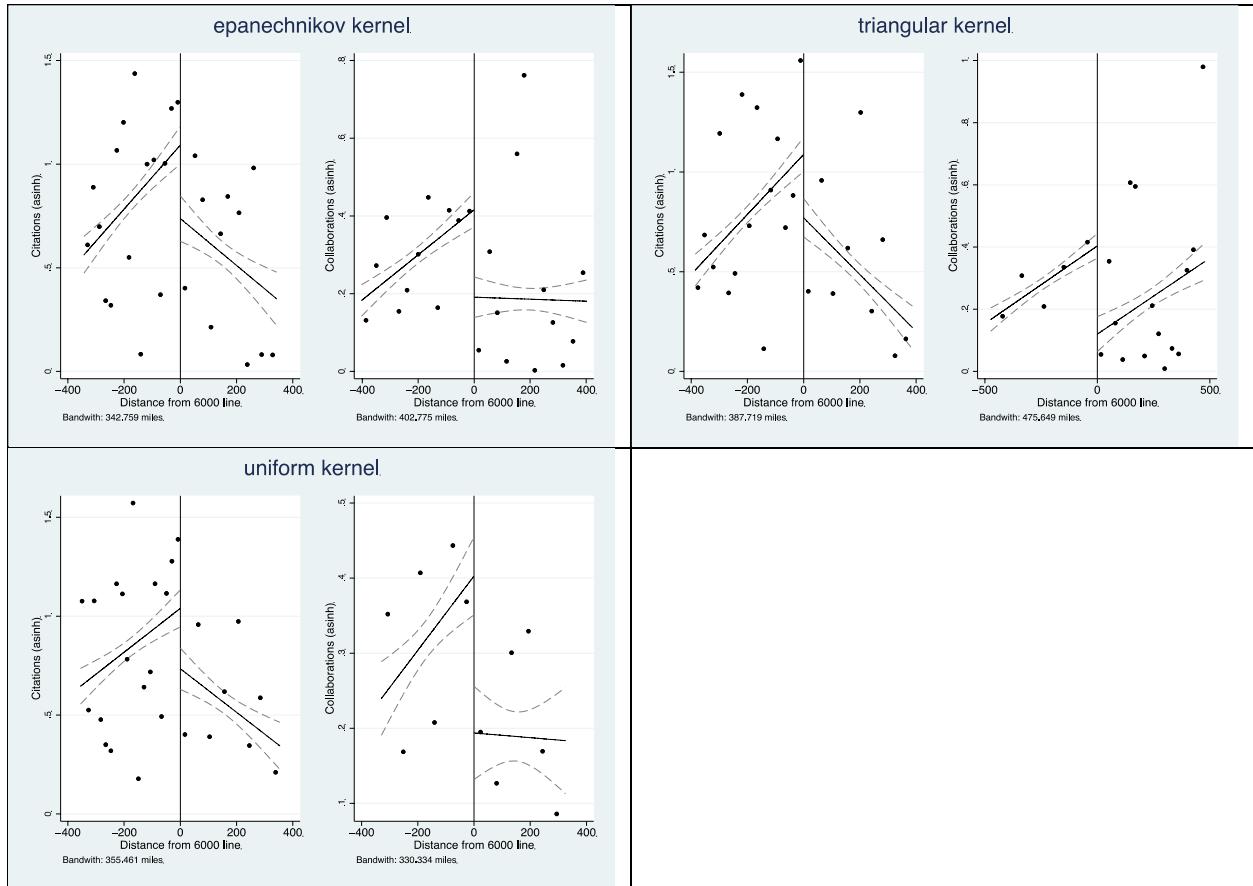 epanechnikov kernel.
Citations (asinh).
1.5.
1.
.5.
0.
−400 −200 0 200 400.
Distance from 6000 line.
Bandwith: 342.759 miles.
Collaborations (asinh).
.8.
.6.
.4.
.2.
0.
−400 −200 0 200 400.
Distance from 6000 line.
Bandwith: 402.775 miles.
triangular kernel.
Citations (asinh).
1.5.
1.
.5.
0.
−400 −200 0 200 400.
Distance from 6000 line.
Bandwith: 387.719 miles.
Collaborations (asinh).
1.
.8.
.6.
.4.
.2.
0.
−500 0 500.
Distance from 6000 line.
Bandwith: 475.649 miles.
uniform kernel.
Citations (asinh).
1.5.
1.
.5.
0.
−400 −200 0 200 400.
Distance from 6000 line.
Bandwith: 355.461 miles.
Collaborations (asinh).
.5.
.4.
.3.
.2.
.1.
−400 −200 0 200 400.
Distance from 6000 line.
Bandwith: 330.334 miles.